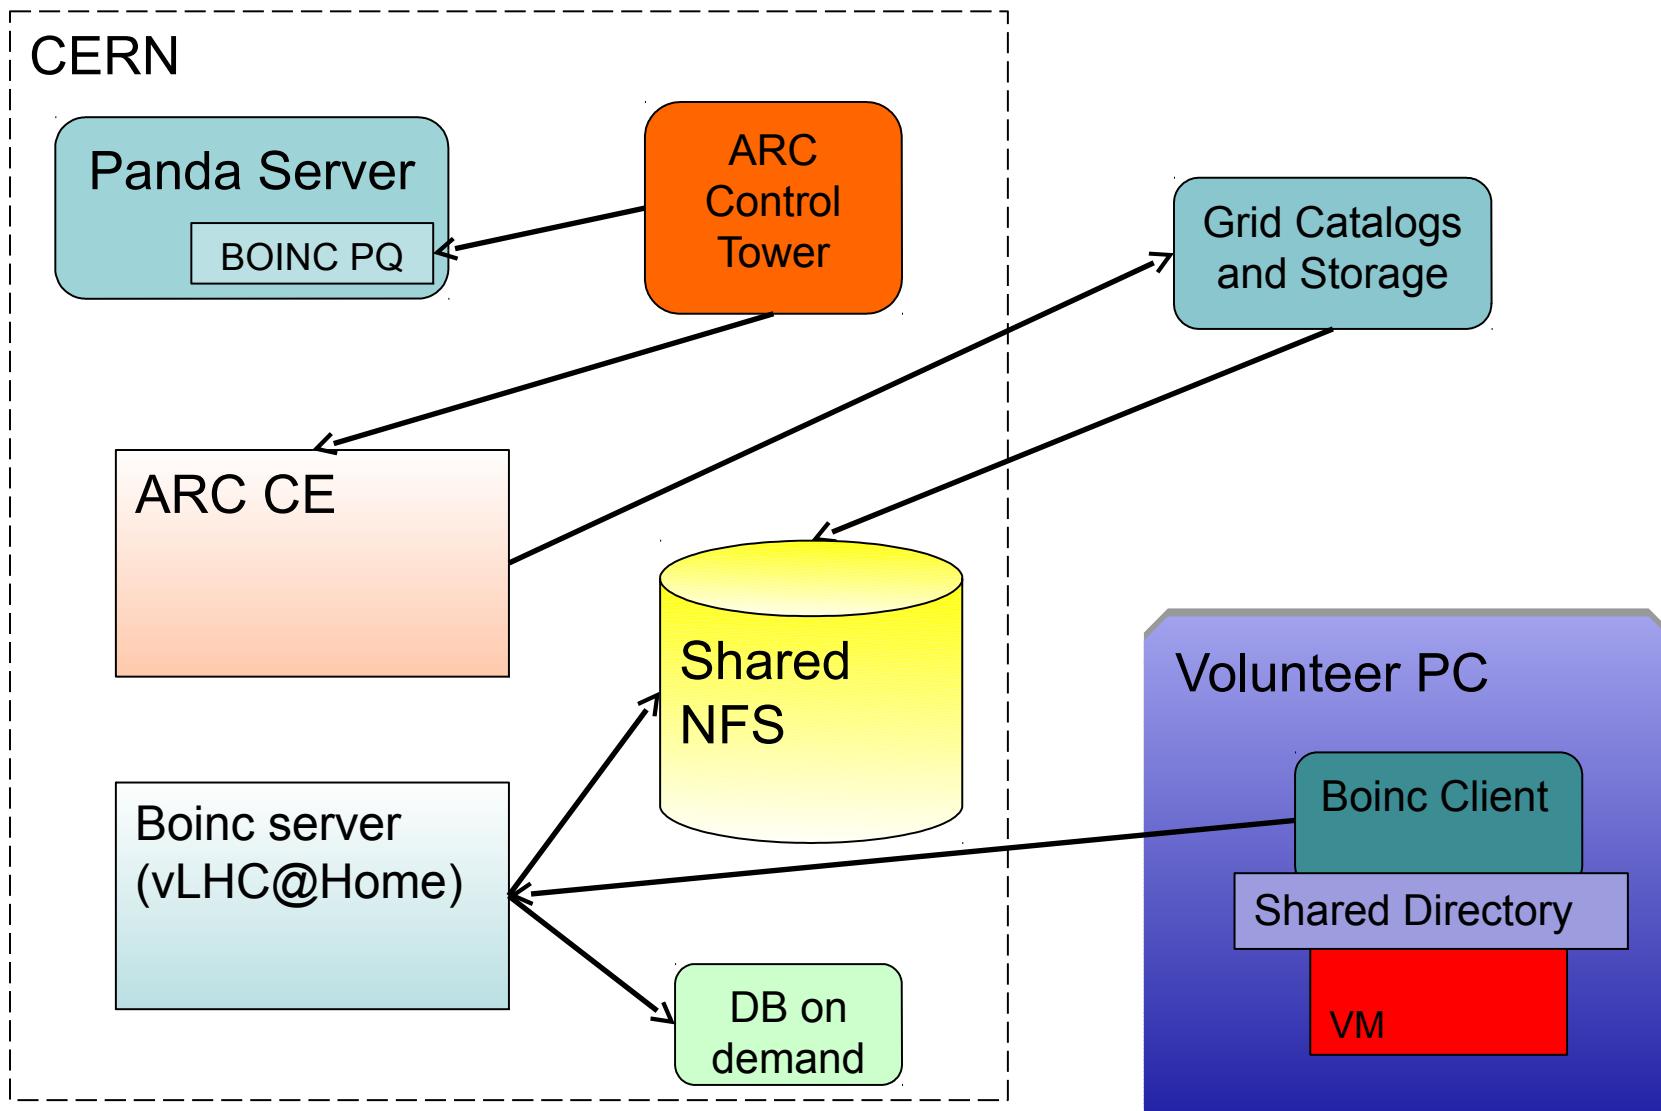 CERN
Panda Server
BOINC PQ
ARC
Control
Tower
Grid Catalogs
and Storage
ARC CE
Shared
NFS
Volunteer PC
Boinc Client
Boinc server
(vLHC@Home)
Shared Directory
DB on
demand
VM